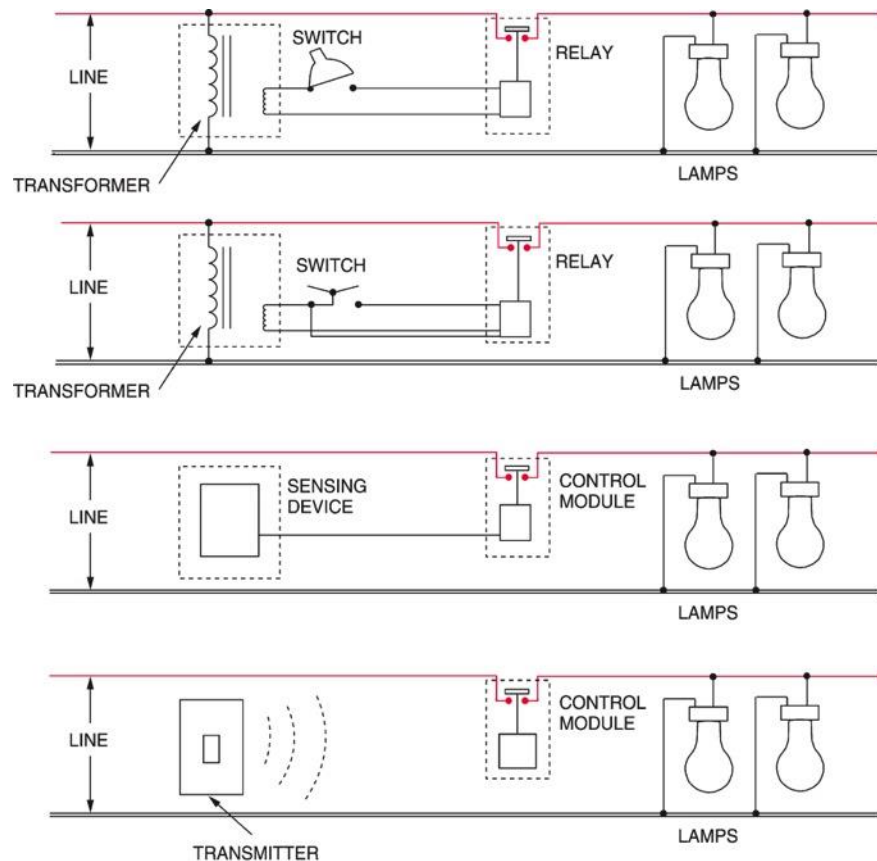 SWITCH
RELAY
LINE
TRANSFORMER
LAMPS
SWITCH
RELAY
LINE
TRANSFORMER
LAMPS
SENSING
DEVICE
CONTROL
MODULE
LINE
LAMPS
CONTROL
MODULE
LINE
LAMPS
TRANSMITTER